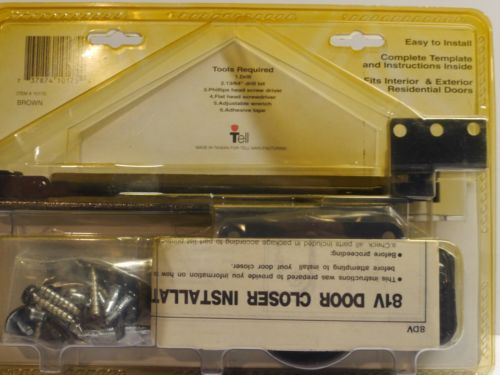 Easy to Install
Complete Template
and Instructions Inside
Fits Interior & Exterior
Residential Doors
Tools Required
1.Drill
2.13/64" drill bit
3.Phillips head screw driver
4.Flat head screwdriver
5.Adjustable wrench
6.Adhesive tape
Tell
MADE IN TAIWAN FOR TELL MANUFACTURING
BROWN
8DV
81V DOOR CLOSER INSTALLAT
• This instructions was prepared to provide you information on how
before attempting to install your door closer.
• Before proceeding:
a.Check all parts included in package according to part list